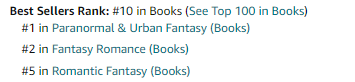 Best Sellers Rank: #10 in Books (See Top 100 in Books)
#1 in Paranormal & Urban Fantasy (Books)
#2 in Fantasy Romance (Books)
#5 in Romantic Fantasy (Books)